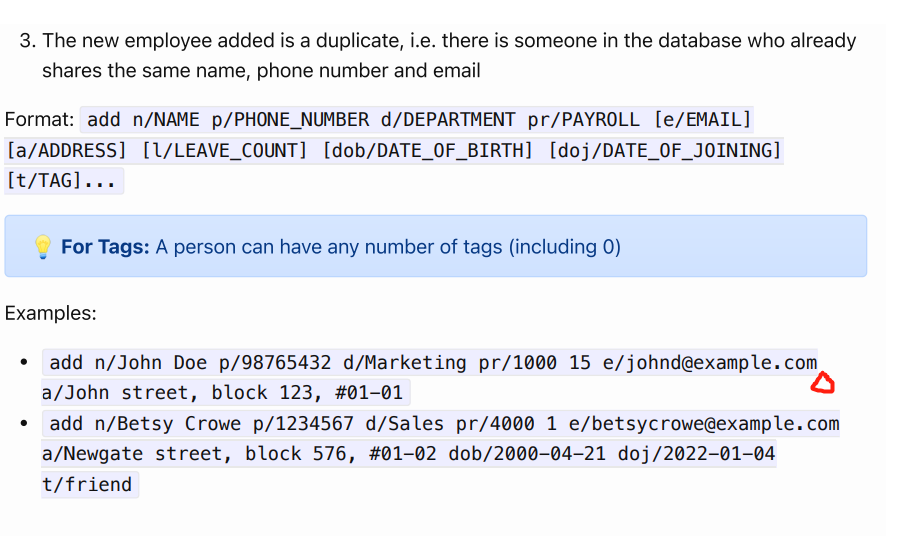 3. The new employee added is a duplicate, i.e. there is someone in the database who already
shares the same name, phone number and email
Format: add n/NAME p/PHONE_NUMBER d/DEPARTMENT pr/PAYROLL [e/EMAIL]
[a/ADDRESS] [l/LEAVE_COUNT] [dob/DATE_OF_BIRTH] [doj/DATE_OF_JOINING]
[t/TAG]...
💡 For Tags: A person can have any number of tags (including 0)
Examples:
• add n/John Doe p/98765432 d/Marketing pr/1000 15 e/johnd@example.com
a/John street, block 123, #01-01
• add n/Betsy Crowe p/1234567 d/Sales pr/4000 1 e/betsycrowe@example.com
a/Newgate street, block 576, #01-02 dob/2000-04-21 doj/2022-01-04
t/friend